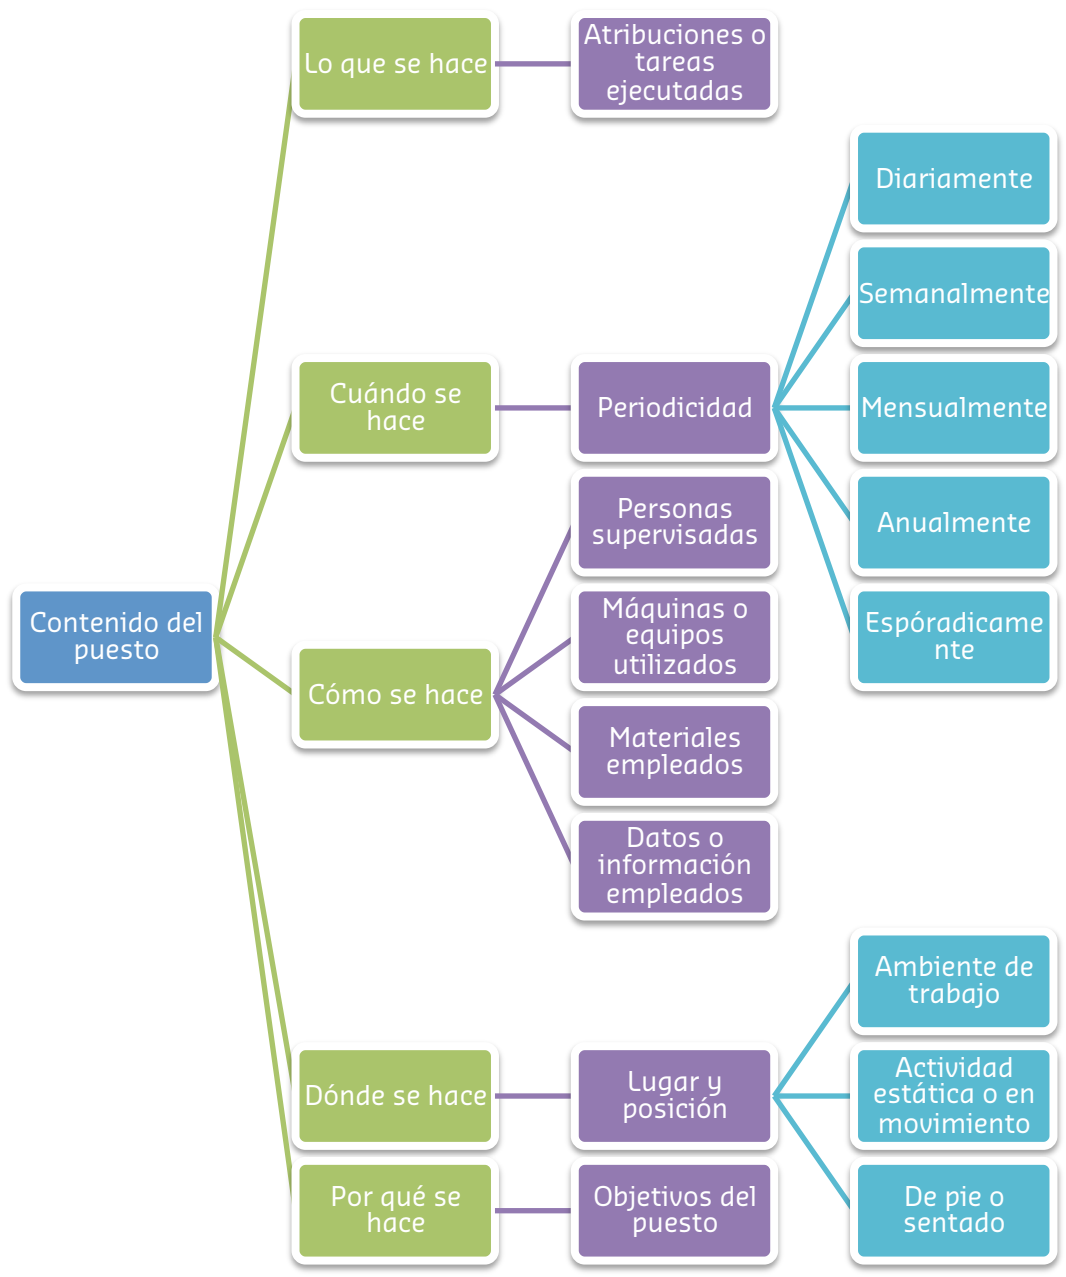 Lo que se hace
Atribuciones o
tareas
ejecutadas
Diariamente
Semanalmente
Cuándo se
hace
Periodicidad
Mensualmente
Personas
supervisadas
Anualmente
Contenido del
puesto
Máquinas o
equipos
utilizados
Espóradicame
nte
Cómo se hace
Materiales
empleados
Datos o
información
empleados
Ambiente de
trabajo
Dónde se hace
Lugar y
posición
Actividad
estática o en
movimiento
Por qué se
hace
Objetivos del
puesto
De pie o
sentado